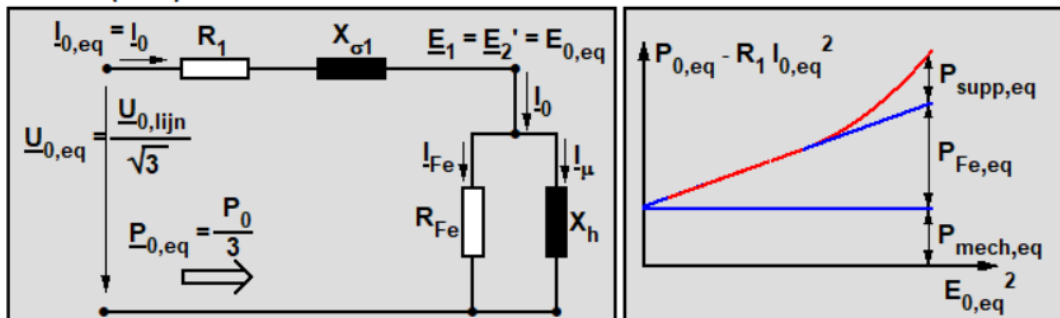 I0,eq = I0
R1
Xσ1
E1 = E2' = E0,eq
I0
U0,eq = U0,lijn / √3
IFe
Iμ
RFe
Xh
P0,eq = P0 / 3
P0,eq - R1 I0,eq²
Psupp,eq
PFe,eq
Pmech,eq
E0,eq²